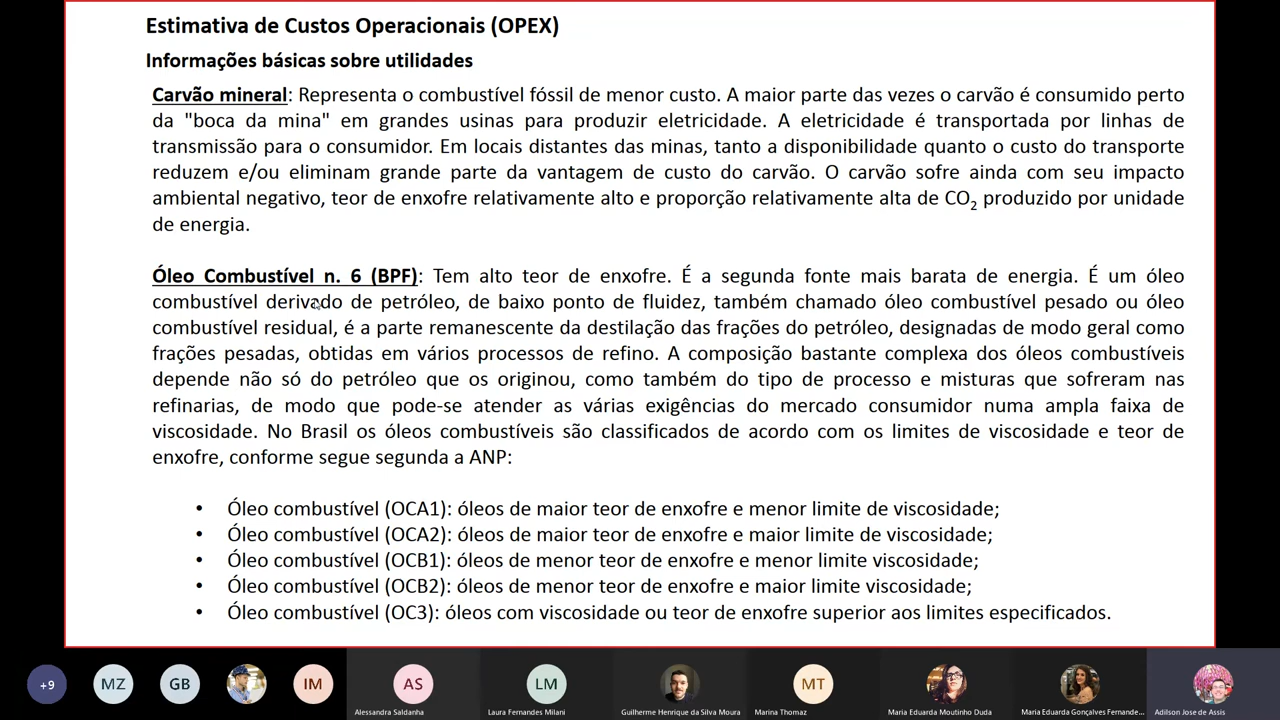 Estimativa de Custos Operacionais (OPEX)
Informações básicas sobre utilidades
Carvão mineral: Representa o combustível fóssil de menor custo. A maior parte das vezes o carvão é consumido perto
da "boca da mina" em grandes usinas para produzir eletricidade. A eletricidade é transportada por linhas de
transmissão para o consumidor. Em locais distantes das minas, tanto a disponibilidade quanto o custo do transporte
reduzem e/ou eliminam grande parte da vantagem de custo do carvão. O carvão sofre ainda com seu impacto
ambiental negativo, teor de enxofre relativamente alto e proporção relativamente alta de CO2 produzido por unidade
de energia.
Óleo Combustível n. 6 (BPF): Tem alto teor de enxofre. É a segunda fonte mais barata de energia. É um óleo
combustível derivado de petróleo, de baixo ponto de fluidez, também chamado óleo combustível pesado ou óleo
combustível residual, é a parte remanescente da destilação das frações do petróleo, designadas de modo geral como
frações pesadas, obtidas em vários processos de refino. A composição bastante complexa dos óleos combustíveis
depende não só do petróleo que os originou, como também do tipo de processo e misturas que sofreram nas
refinarias, de modo que pode-se atender as várias exigências do mercado consumidor numa ampla faixa de
viscosidade. No Brasil os óleos combustíveis são classificados de acordo com os limites de viscosidade e teor de
enxofre, conforme segue segunda a ANP:
• Óleo combustível (OCA1): óleos de maior teor de enxofre e menor limite de viscosidade;
• Óleo combustível (OCA2): óleos de maior teor de enxofre e maior limite de viscosidade;
• Óleo combustível (OCB1): óleos de menor teor de enxofre e menor limite viscosidade;
• Óleo combustível (OCB2): óleos de menor teor de enxofre e maior limite viscosidade;
• Óleo combustível (OC3): óleos com viscosidade ou teor de enxofre superior aos limites especificados.
+9 MZ GB IM AS LM MT
Alessandra Saldanha Laura Fernandes Milani Guilherme Henrique da Silva Moura Marina Thomaz Maria Eduarda Moutinho Duda Maria Eduarda Gonçalves Fernande... Adilson Jose de Assis